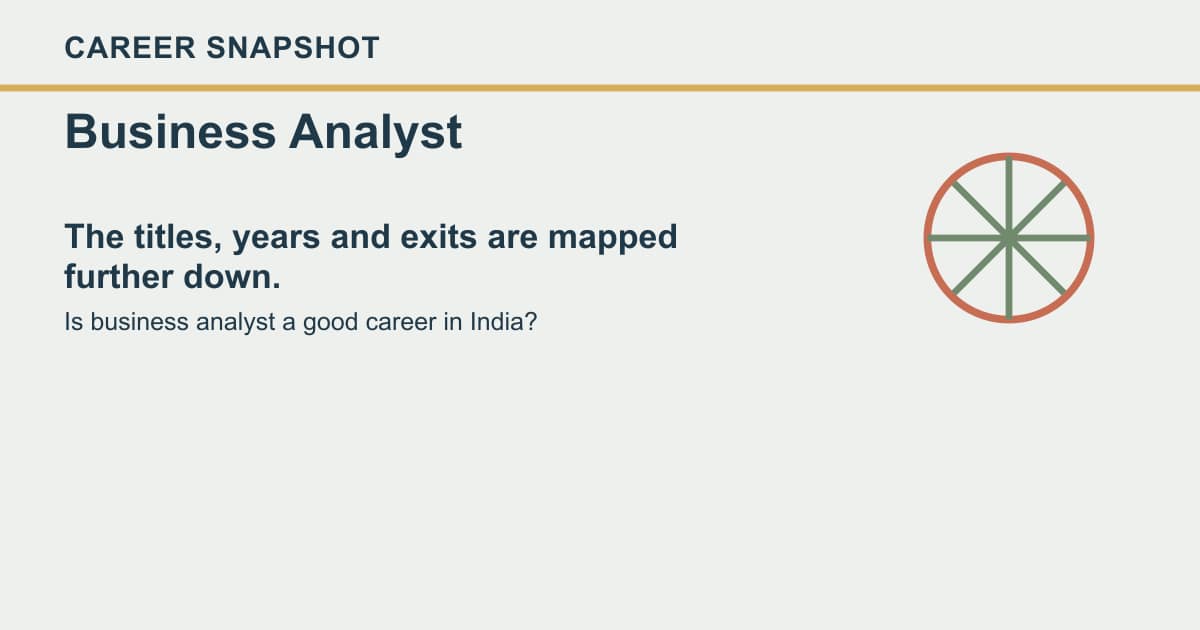 CAREER SNAPSHOT
Business Analyst
The titles, years and exits are mapped
further down.
Is business analyst a good career in India?